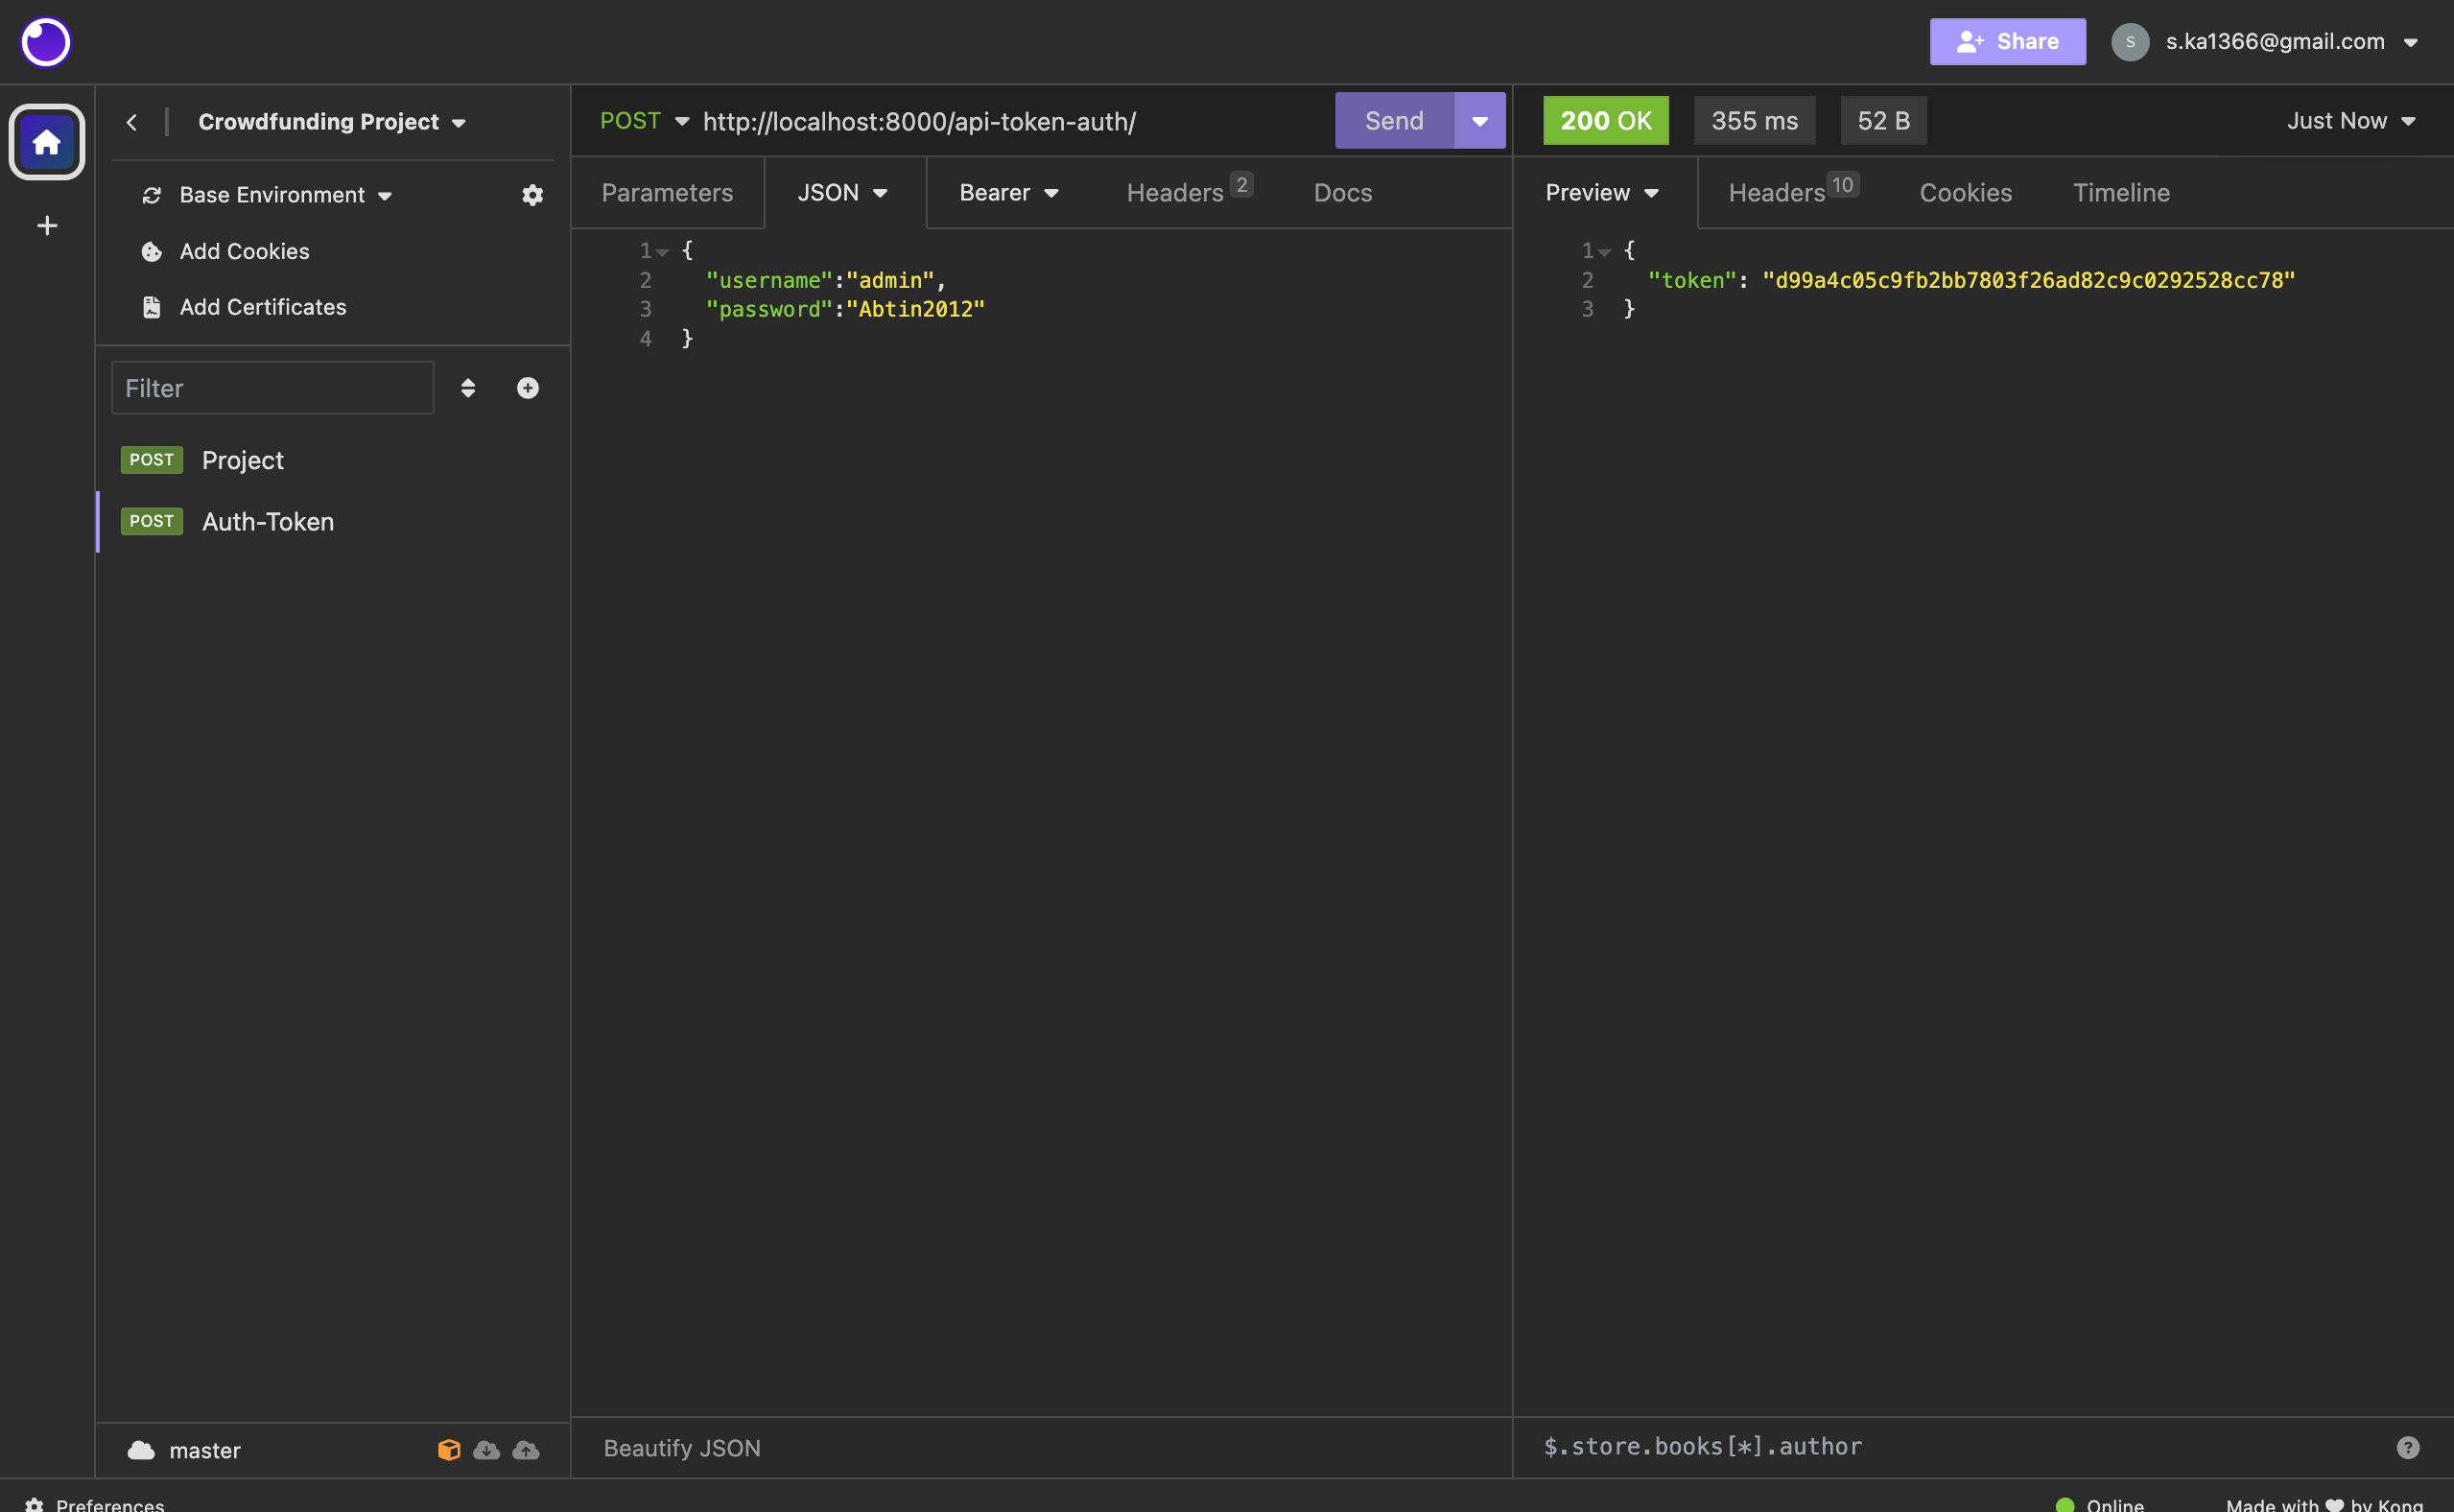 Share
S
s.ka1366@gmail.com
Crowdfunding Project
POST
http://localhost:8000/api-token-auth/
Send
200 OK
355 ms
52 B
Just Now
Base Environment
Add Cookies
Add Certificates
Filter
POST Project
POST Auth-Token
Parameters
JSON
Bearer
Headers 2
Docs
1 {
2 "username":"admin",
3 "password":"Abtin2012"
4 }
Preview
Headers 10
Cookies
Timeline
1 {
2 "token": "d99a4c05c9fb2bb7803f26ad82c9c0292528cc78"
3 }
master
Beautify JSON
$.store.books[*].author
?
Preferences
Online
Made with ❤ by Kong